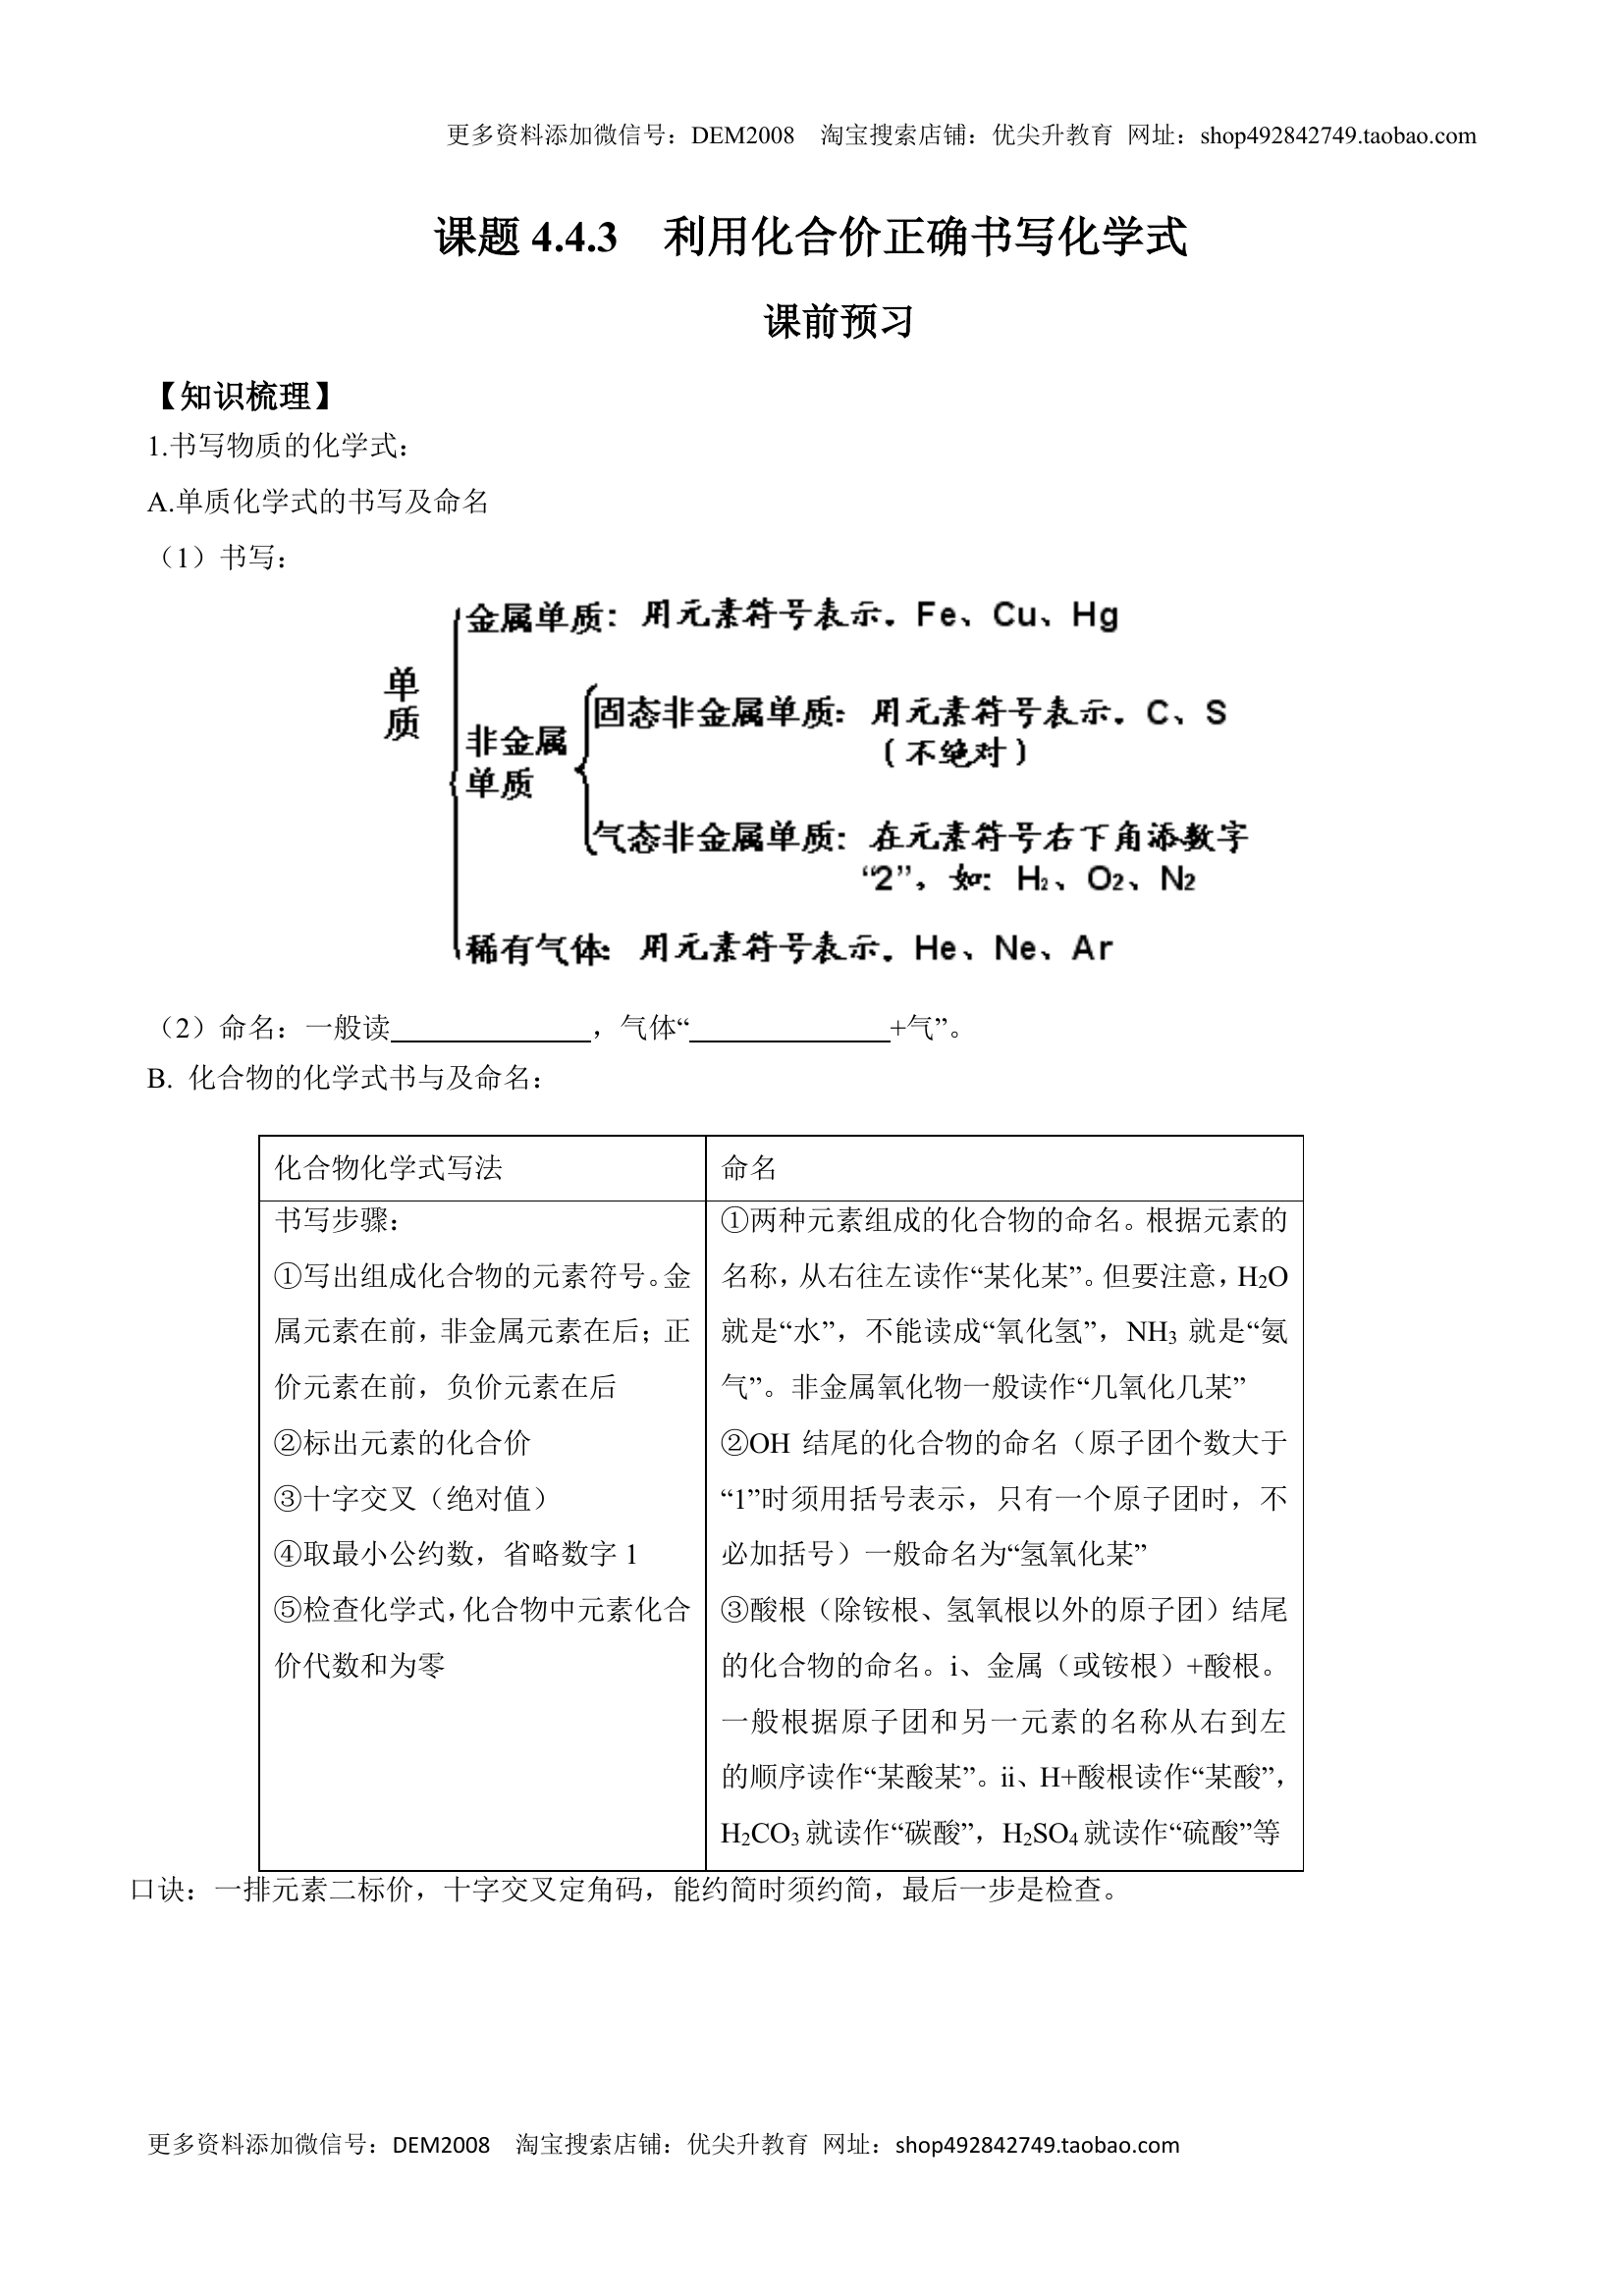 更多资料添加微信号：DEM2008 淘宝搜索店铺：优尖升教育 网址：shop492842749.taobao.com
课题 4.4.3 利用化合价正确书写化学式
课前预习
【知识梳理】
1.书写物质的化学式：
A.单质化学式的书写及命名
（1）书写：
单质
金属单质：用元素符号表示．Fe、Cu、Hg
非金属单质
固态非金属单质：用元素符号表示．C、S
（不绝对）
气态非金属单质：在元素符号右下角添数字
“2”，如：H₂、O₂、N₂
稀有气体：用元素符号表示．He、Ne、Ar
（2）命名：一般读______________，气体“______________+气”。
B. 化合物的化学式书与及命名：
化合物化学式写法
命名
书写步骤：
①写出组成化合物的元素符号。金
属元素在前，非金属元素在后；正
价元素在前，负价元素在后
②标出元素的化合价
③十字交叉（绝对值）
④取最小公约数，省略数字 1
⑤检查化学式，化合物中元素化合
价代数和为零
①两种元素组成的化合物的命名。根据元素的
名称，从右往左读作“某化某”。但要注意，H₂O
就是“水”，不能读成“氧化氢”，NH₃ 就是“氨
气”。非金属氧化物一般读作“几氧化几某”
②OH 结尾的化合物的命名（原子团个数大于
“1”时须用括号表示，只有一个原子团时，不
必加括号）一般命名为“氢氧化某”
③酸根（除铵根、氢氧根以外的原子团）结尾
的化合物的命名。i、金属（或铵根）+酸根。
一般根据原子团和另一元素的名称从右到左
的顺序读作“某酸某”。ii、H+酸根读作“某酸”，
H₂CO₃就读作“碳酸”，H₂SO₄就读作“硫酸”等
口诀：一排元素二标价，十字交叉定角码，能约简时须约简，最后一步是检查。
更多资料添加微信号：DEM2008 淘宝搜索店铺：优尖升教育 网址：shop492842749.taobao.com